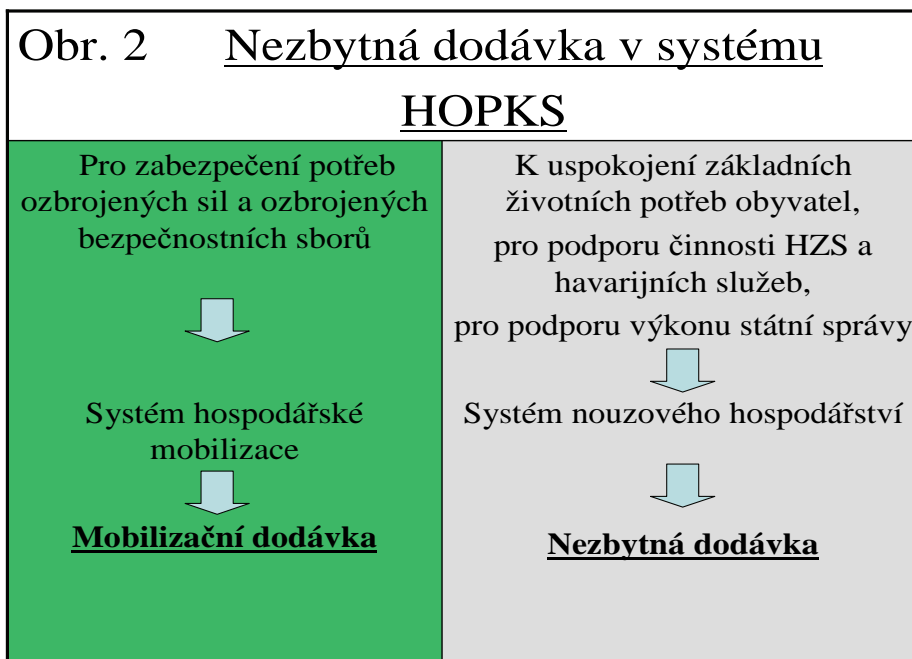 Obr. 2 Nezbytná dodávka v systému
HOPKS
Pro zabezpečení potřeb
ozbrojených sil a ozbrojených
bezpečnostních sborů
Systém hospodářské
mobilizace
Mobilizační dodávka
K uspokojení základních
životních potřeb obyvatel,
pro podporu činnosti HZS a
havarijních služeb,
pro podporu výkonu státní správy
Systém nouzového hospodářství
Nezbytná dodávka